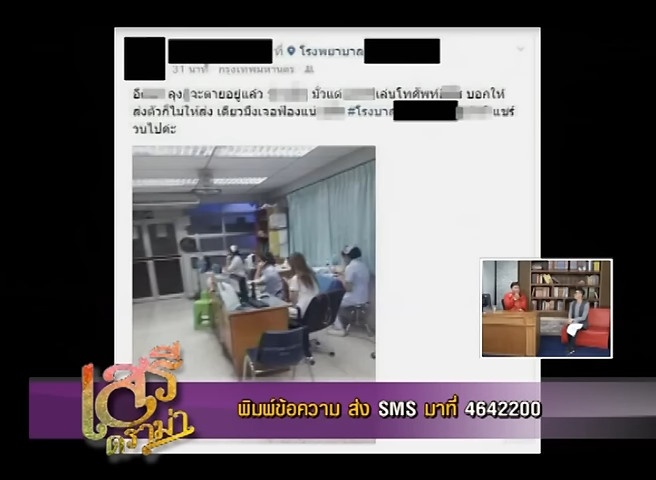 ที่ โรงพยาบาล
31 นาที กรุงเทพมหานคร
ลุง จะตายอยู่แล้ว มัวแต่ เล่นโทศัพท์ บอกให้
ส่งตัวก็ไม่ให้ส่ง เดี๋ยวมึงเจอฟ้องแน่ #โรงบาล แชร์
วนไปค่ะ
เสรี
ดราม่า
พิมพ์ข้อความ ส่ง SMS มาที่ 4642200